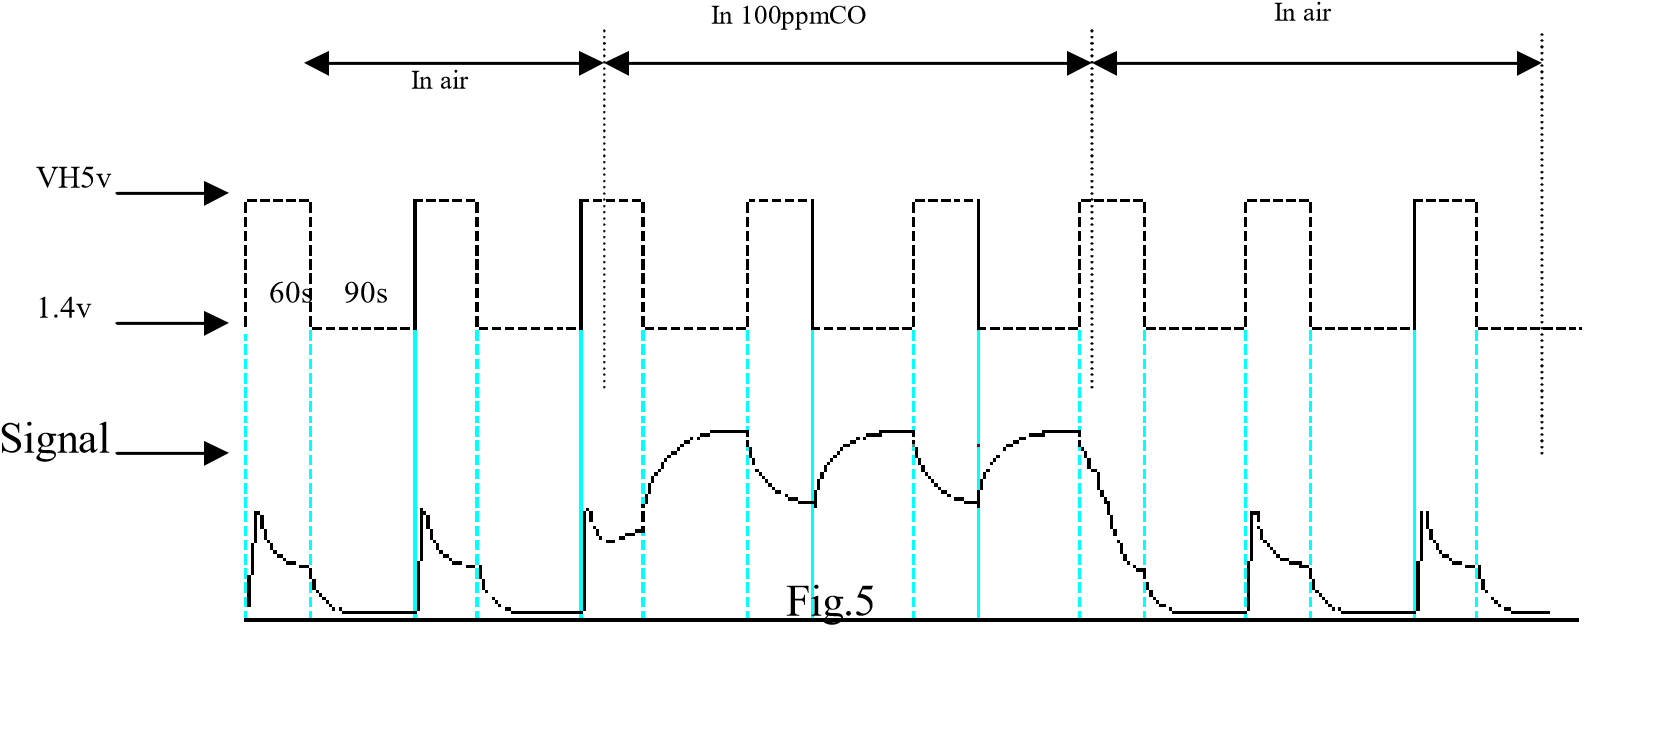 In 100ppmCO
In air
In air
VH5v
60s 90s
1.4v
Signal
Fig.5